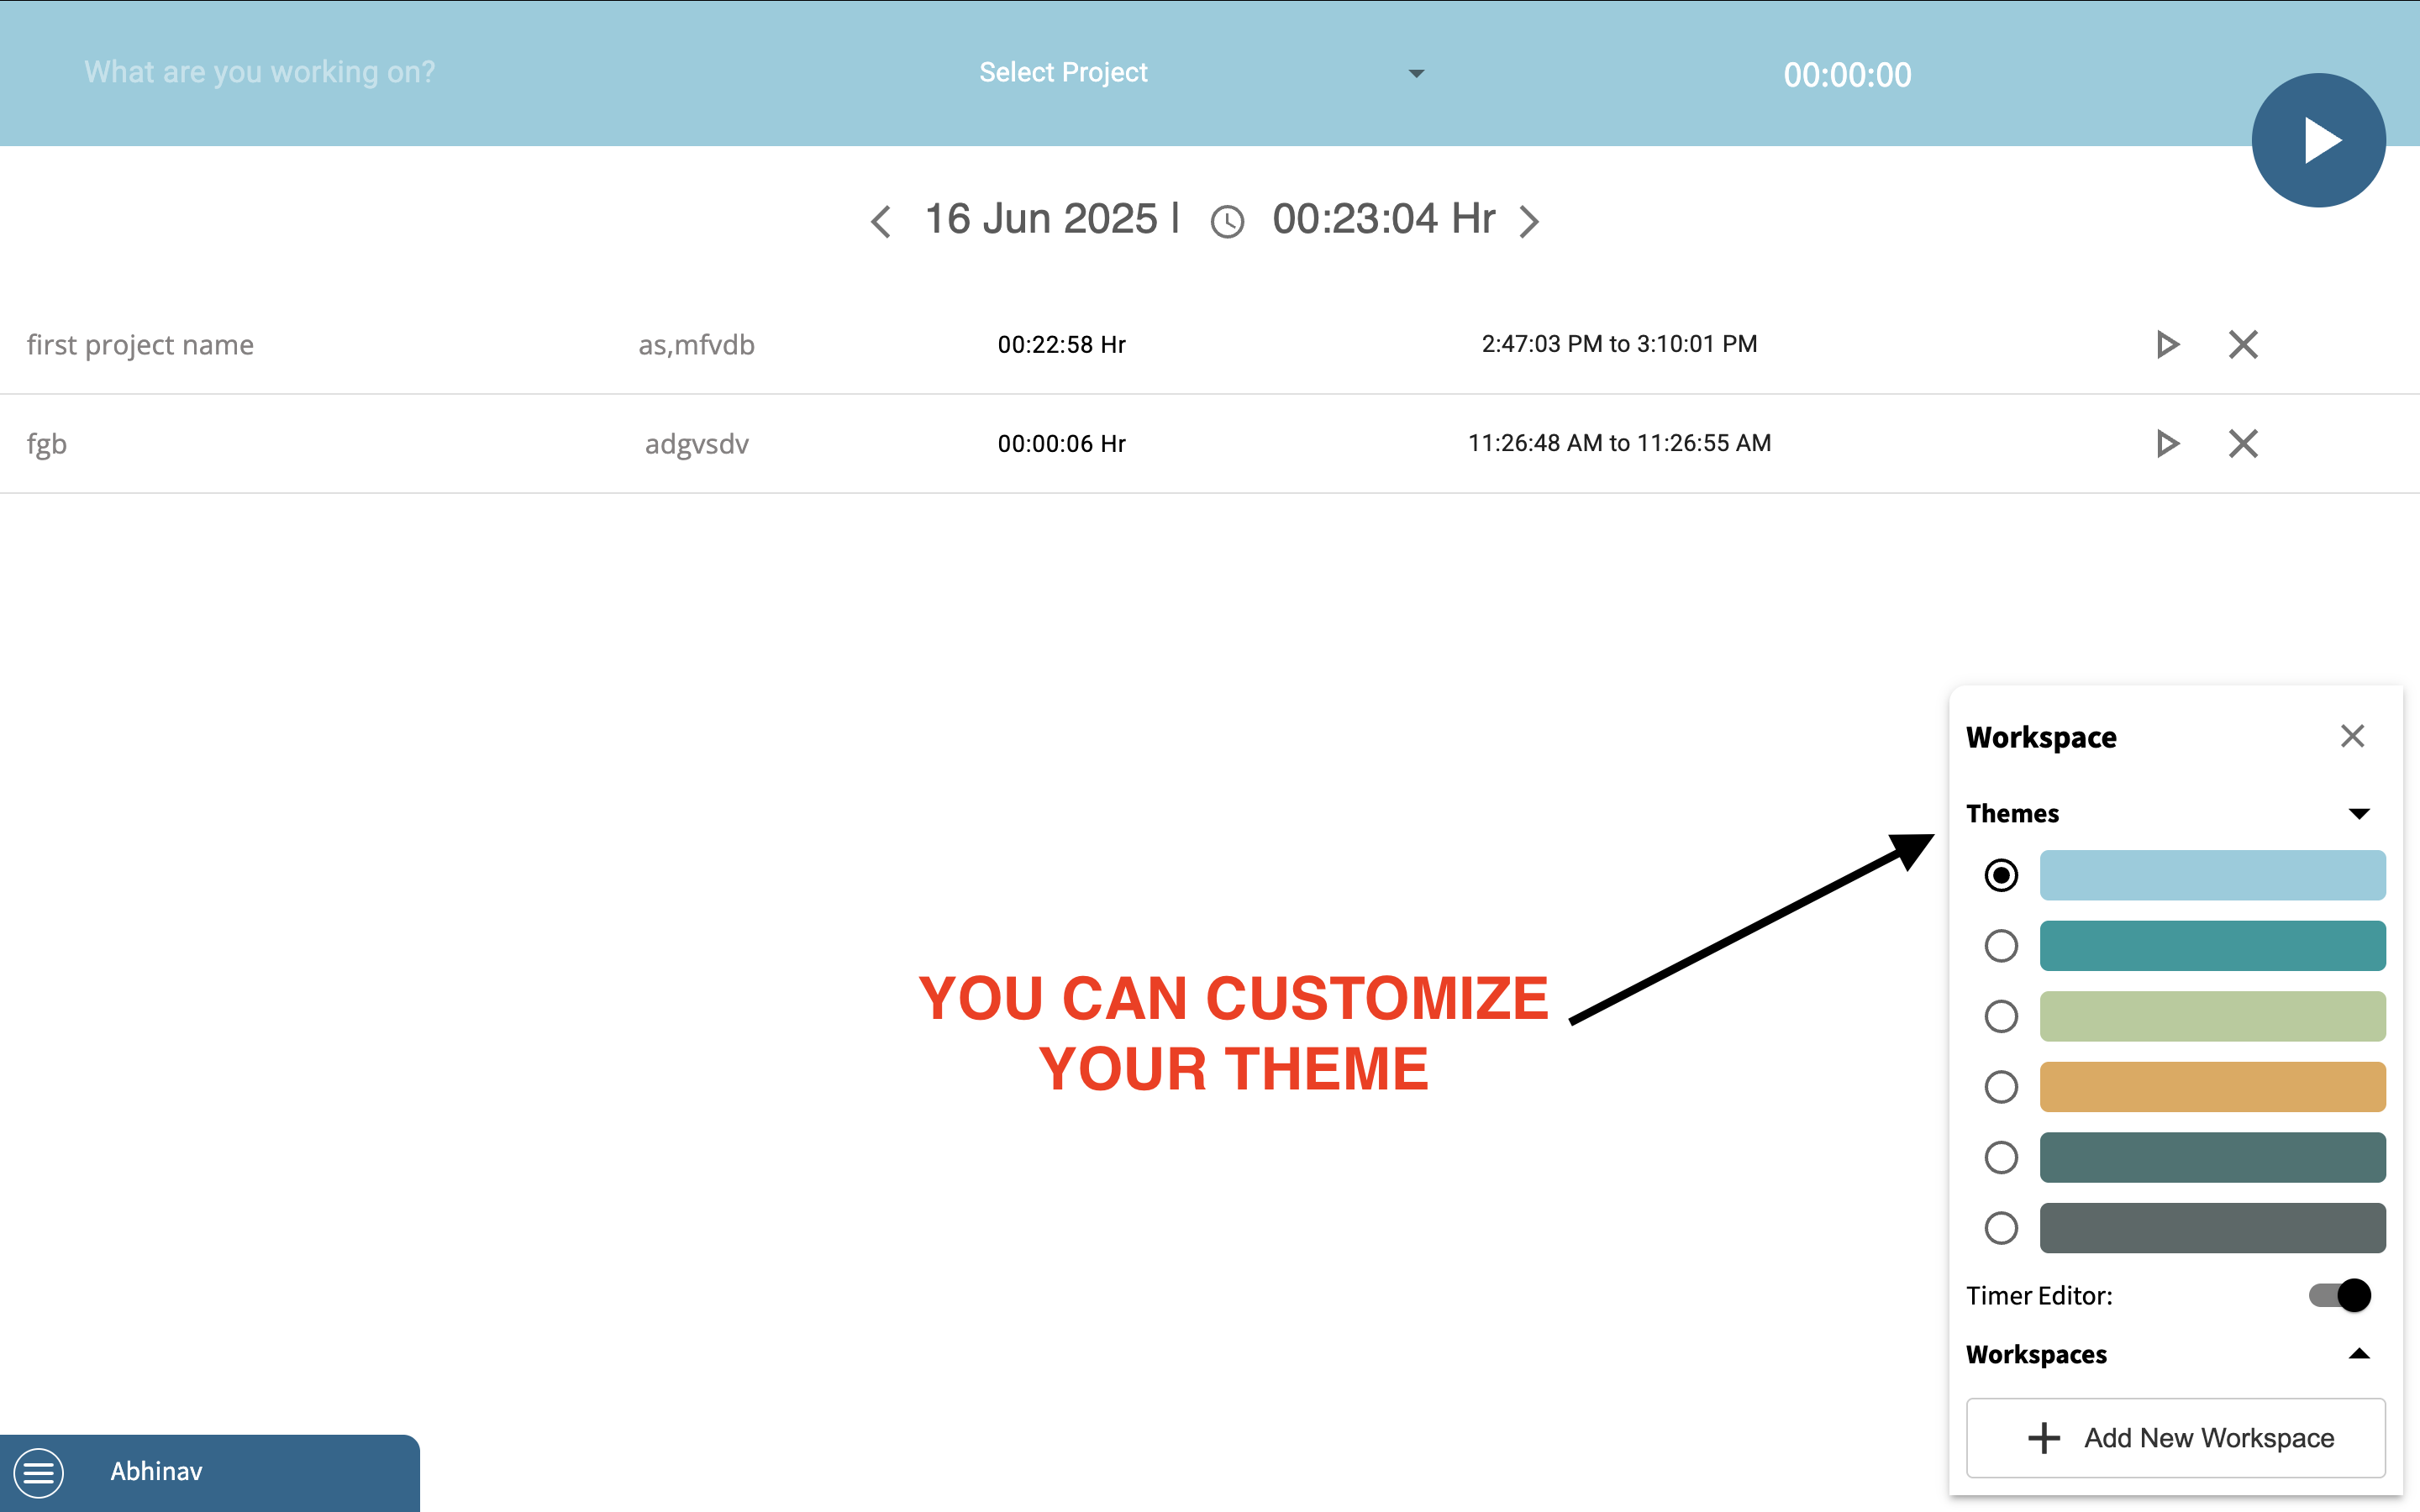 What are you working on?
Select Project
00:00:00
16 Jun 2025 | 00:23:04 Hr
first project name as,mfvdb 00:22:58 Hr 2:47:03 PM to 3:10:01 PM
fgb adgvsdv 00:00:06 Hr 11:26:48 AM to 11:26:55 AM
Workspace
Themes
YOU CAN CUSTOMIZE
YOUR THEME
Timer Editor:
Workspaces
Add New Workspace
Abhinav